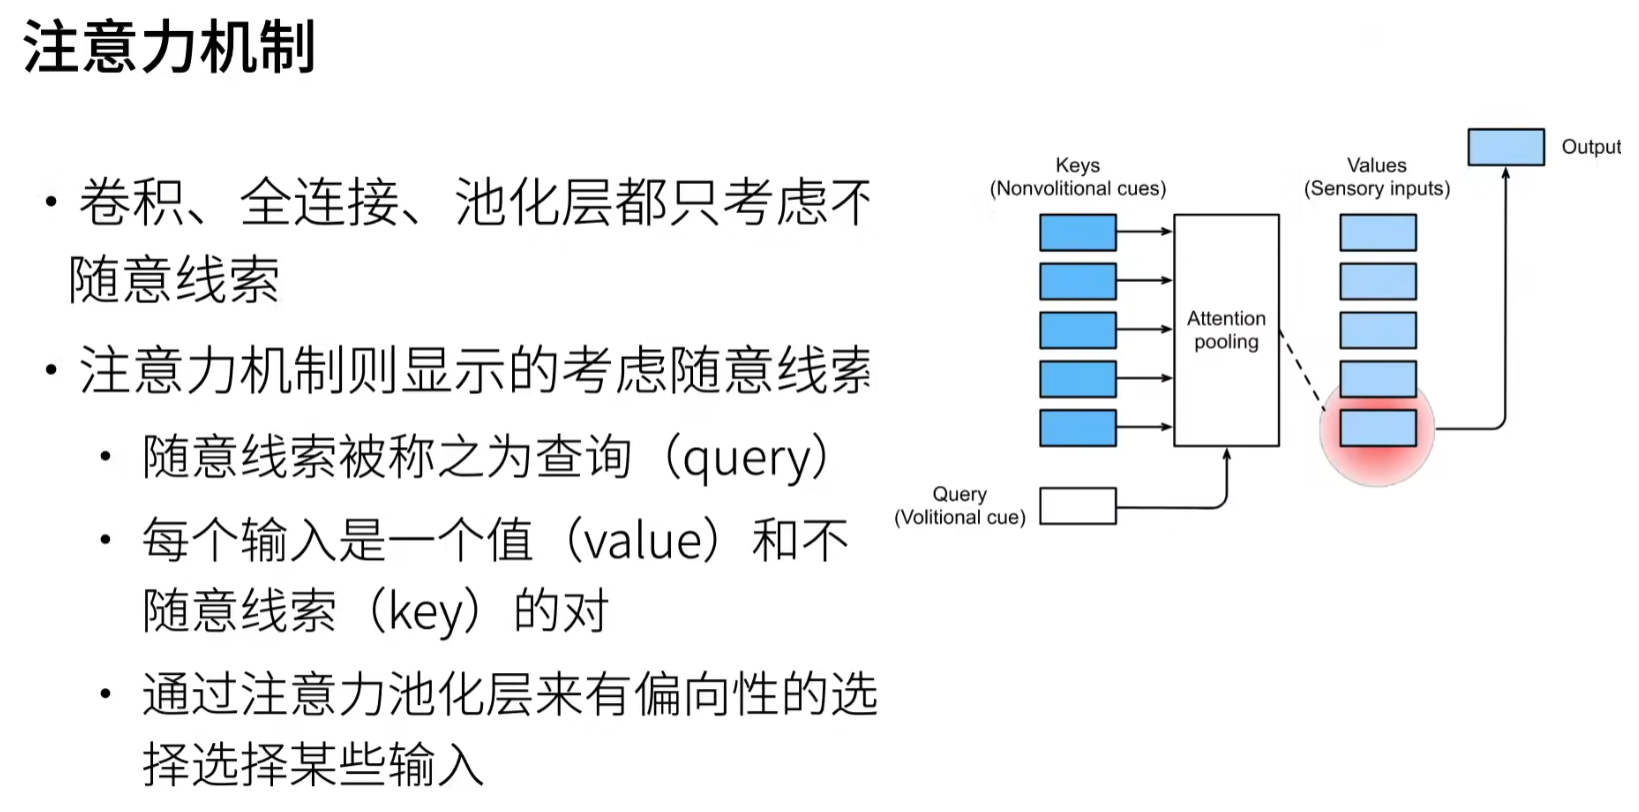 注意力机制
• 卷积、全连接、池化层都只考虑不
随意线索
• 注意力机制则显示的考虑随意线索
• 随意线索被称之为查询（query）
• 每个输入是一个值（value）和不
随意线索（key）的对
• 通过注意力池化层来有偏向性的选
择选择某些输入
Keys
(Nonvolitional cues)
Attention
pooling
Query
(Volitional cue)
Values
(Sensory inputs)
Output